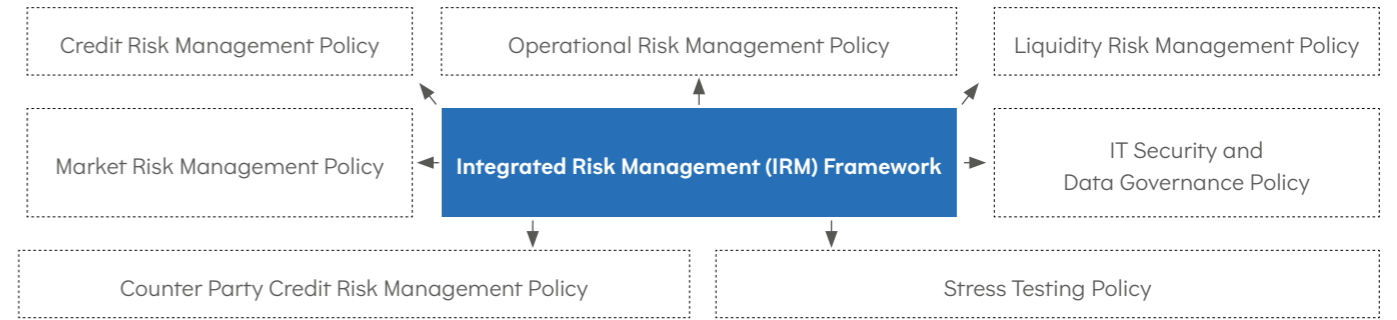 Credit Risk Management Policy
Operational Risk Management Policy
Liquidity Risk Management Policy
Market Risk Management Policy
Integrated Risk Management (IRM) Framework
IT Security and
Data Governance Policy
Counter Party Credit Risk Management Policy
Stress Testing Policy